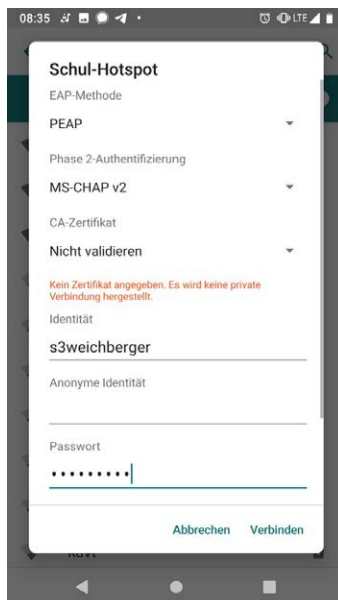 08:35
LTE
Schul-Hotspot
EAP-Methode
PEAP
Phase 2-Authentifizierung
MS-CHAP v2
CA-Zertifikat
Nicht validieren
Kein Zertifikat angegeben. Es wird keine private
Verbindung hergestellt.
Identität
s3weichberger
Anonyme Identität
Passwort
•••••••••
Abbrechen Verbinden